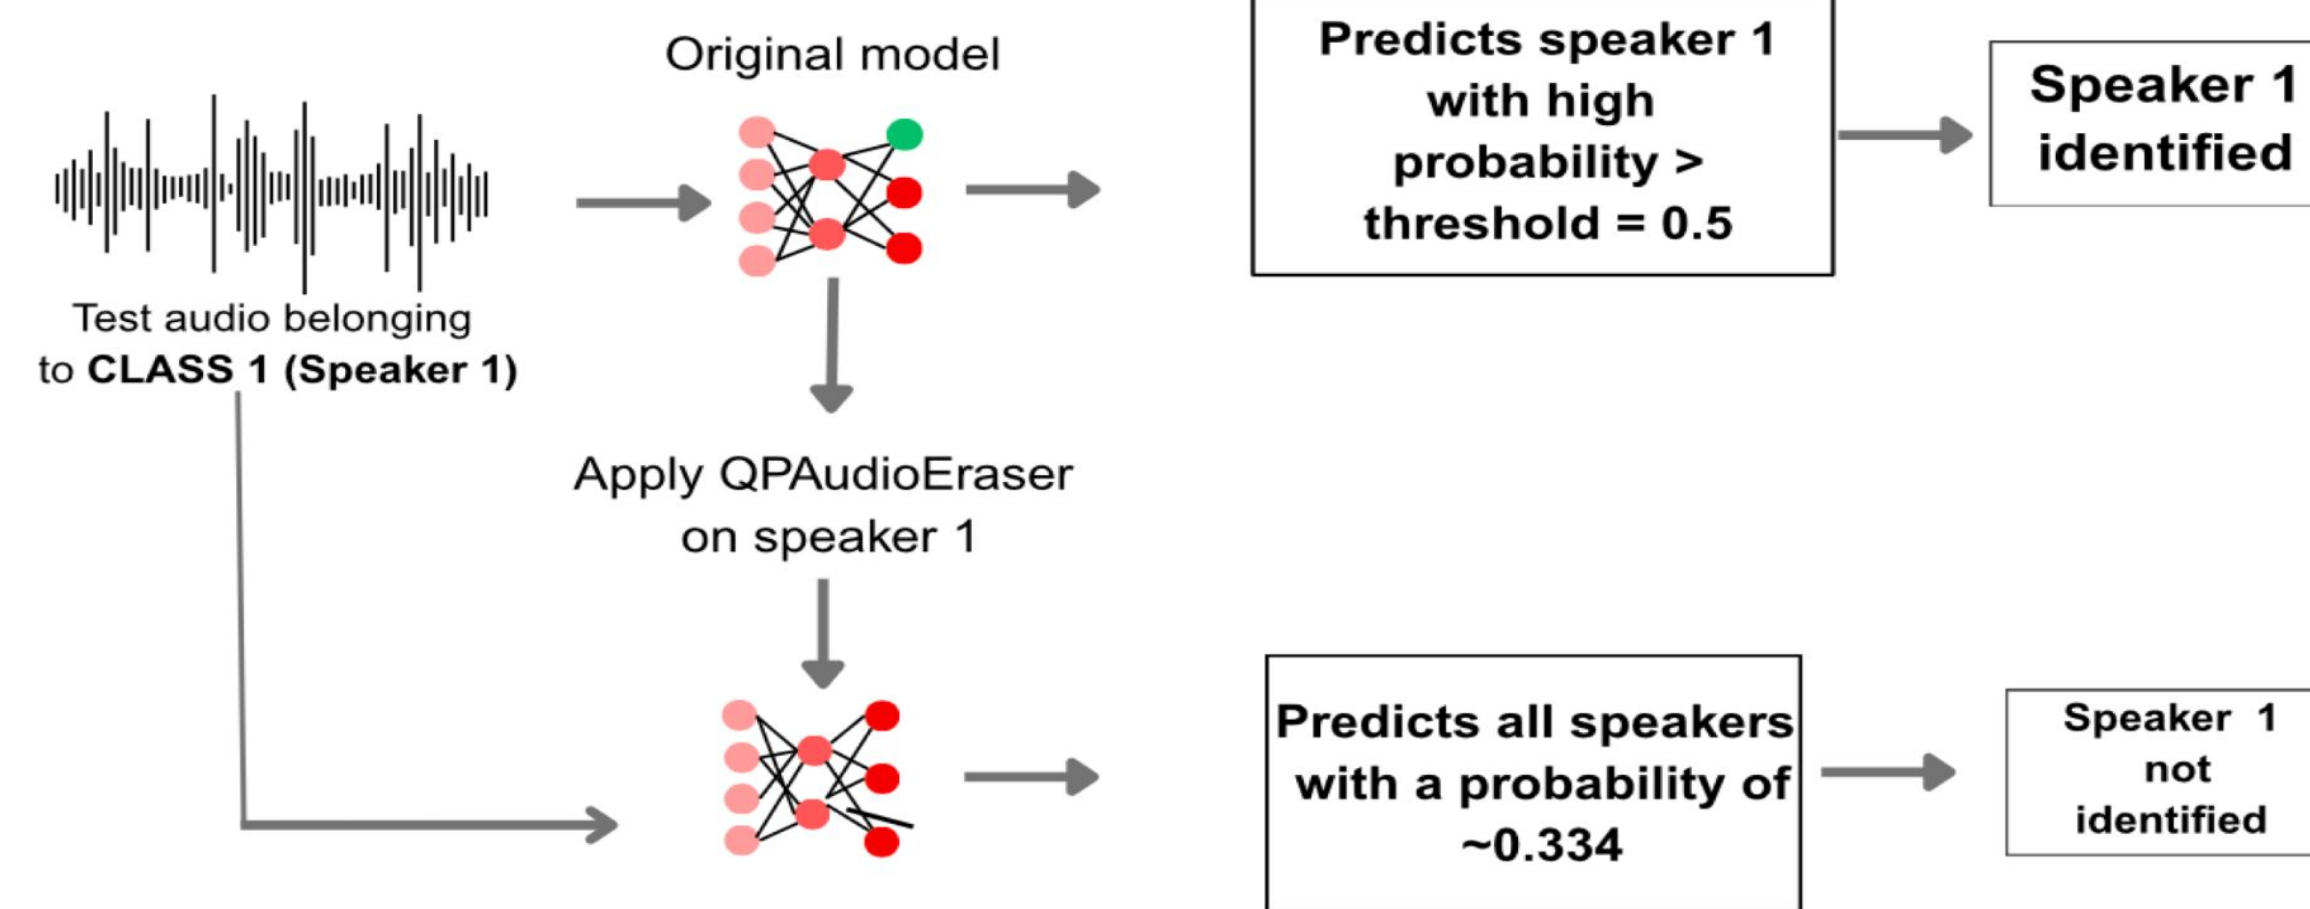 Original model
Predicts speaker 1
with high
probability >
threshold = 0.5
Speaker 1
identified
Test audio belonging
to CLASS 1 (Speaker 1)
Apply QPAudioEraser
on speaker 1
Predicts all speakers
with a probability of
~0.334
Speaker 1
not
identified